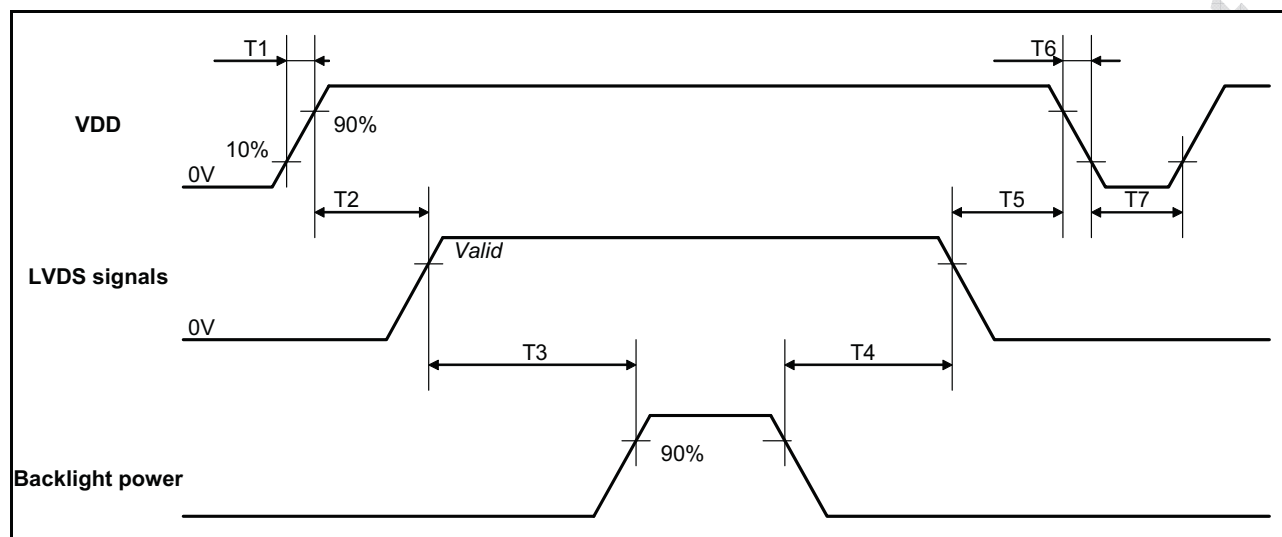 T1
T6
VDD
90%
10%
0V
T2
T5
T7
Valid
LVDS signals
0V
T3
T4
90%
Backlight power